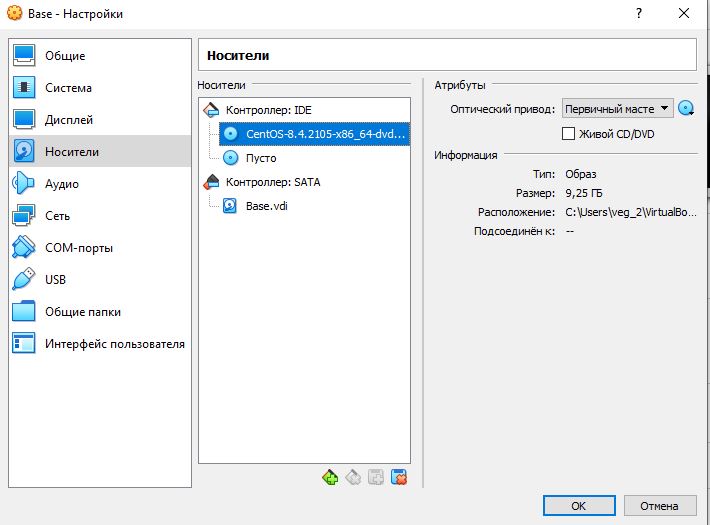 Base - Настройки
?
Общие
Система
Дисплей
Носители
Аудио
Сеть
COM-порты
USB
Общие папки
Интерфейс пользователя
Носители
Носители
Контроллер: IDE
CentOS-8.4.2105-x86_64-dvd...
Пусто
Контроллер: SATA
Base.vdi
Атрибуты
Оптический привод: Первичный масте
Живой CD/DVD
Информация
Тип: Образ
Размер: 9,25 ГБ
Расположение: C:\Users\veg_2\VirtualBo...
Подсоединён к: --
OK
Отмена